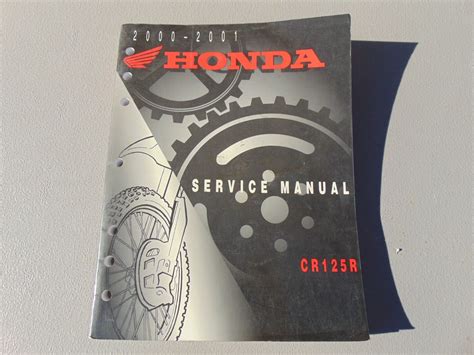 2000-2001
HONDA
SERVICE MANUAL
CR125R